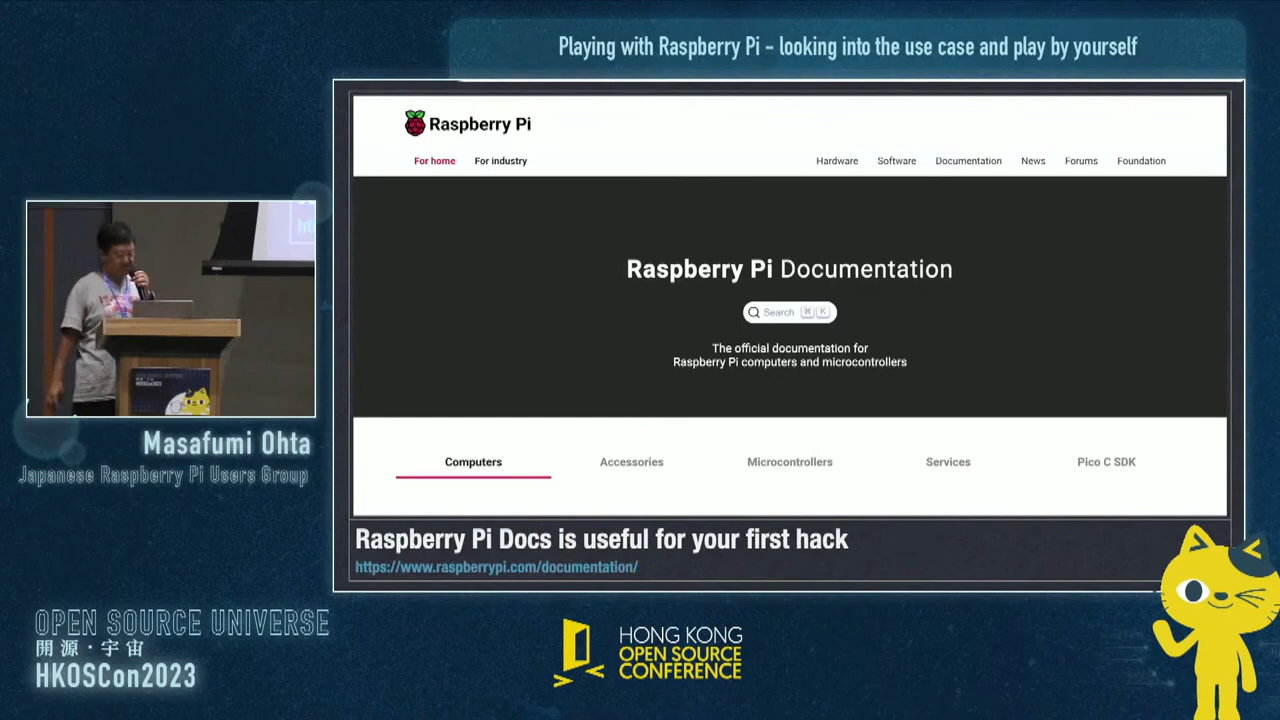 Playing with Raspberry Pi - looking into the use case and play by yourself
Raspberry Pi
For home For industry Hardware Software Documentation News Forums Foundation
Raspberry Pi Documentation
Search ⌘ K
The official documentation for
Raspberry Pi computers and microcontrollers
Computers Accessories Microcontrollers Services Pico C SDK
Raspberry Pi Docs is useful for your first hack
https://www.raspberrypi.com/documentation/
HKOSCon2023
Masafumi Ohta
Japanese Raspberry Pi Users Group
OPEN SOURCE UNIVERSE
開源·宇宙
HKOSCon2023
HONG KONG
OPEN SOURCE
CONFERENCE